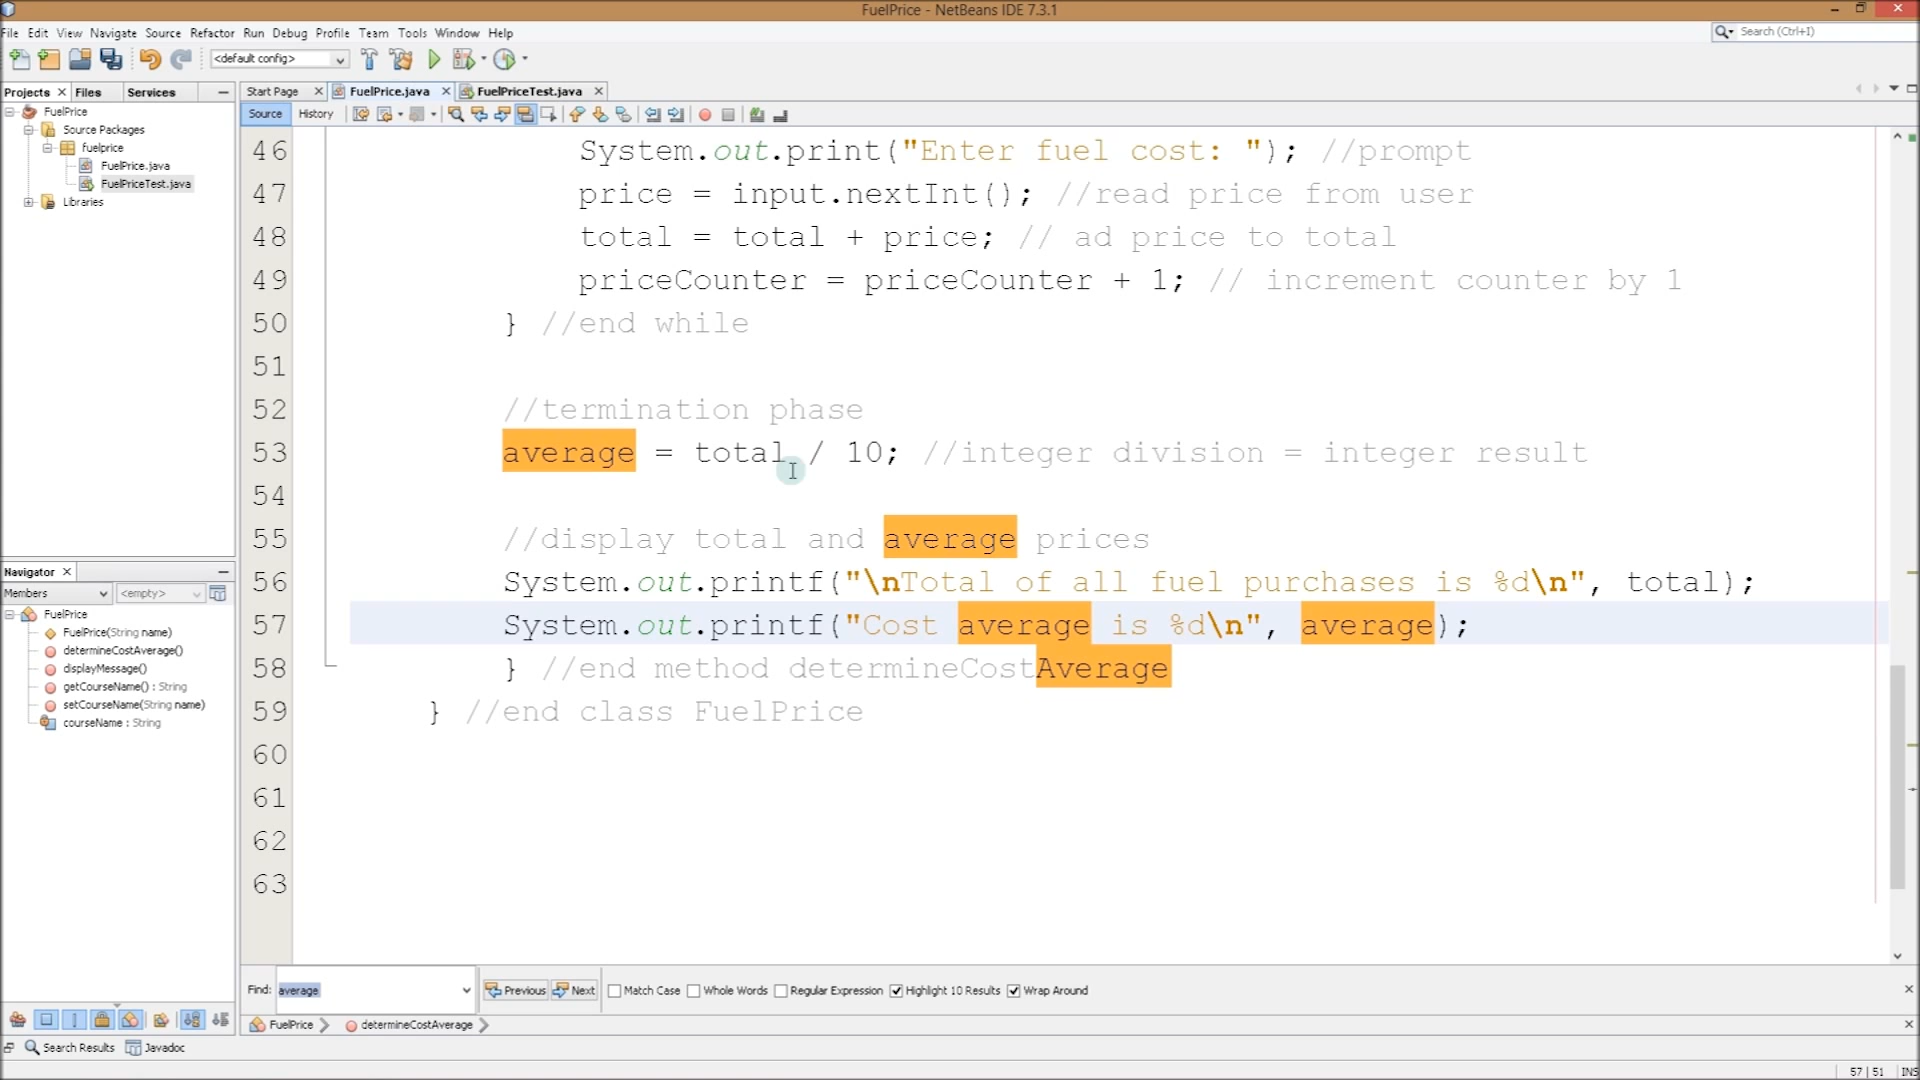 FuelPrice - NetBeans IDE 7.3.1
File Edit View Navigate Source Refactor Run Debug Profile Team Tools Window Help
Search (Ctrl+I)
<default config>
Projects Files Services
Start Page FuelPrice.java FuelPriceTest.java
Source History
FuelPrice
Source Packages
fuelprice
FuelPrice.java
FuelPriceTest.java
Libraries
46 System.out.print("Enter fuel cost: "); //prompt
47 price = input.nextInt(); //read price from user
48 total = total + price; // ad price to total
49 priceCounter = priceCounter + 1; // increment counter by 1
50 } //end while
51
52 //termination phase
53 average = total / 10; //integer division = integer result
54
55 //display total and average prices
56 System.out.printf("\nTotal of all fuel purchases is %d\n", total);
57 System.out.printf("Cost average is %d\n", average);
58 } //end method determineCostAverage
59 } //end class FuelPrice
60
61
62
63
Navigator
Members <empty>
FuelPrice
FuelPrice(String name)
determineCostAverage()
displayMessage()
getCourseName() : String
setCourseName(String name)
courseName : String
Find: average Previous Next Match Case Whole Words Regular Expression Highlight 10 Results Wrap Around
FuelPrice determineCostAverage
Search Results Javadoc
57 | 51 INS